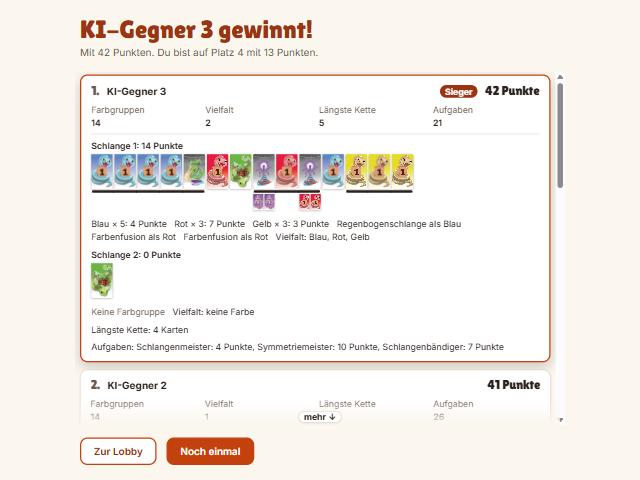 KI-Gegner 3 gewinnt!
Mit 42 Punkten. Du bist auf Platz 4 mit 13 Punkten.
1. KI-Gegner 3 Sieger 42 Punkte
Farbgruppen Vielfalt Längste Kette Aufgaben
14 2 5 21
Schlange 1: 14 Punkte
Blau × 5: 4 Punkte Rot × 3: 7 Punkte Gelb × 3: 3 Punkte Regenbogenschlange als Blau
Farbenfusion als Rot Farbenfusion als Rot Vielfalt: Blau, Rot, Gelb
Schlange 2: 0 Punkte
Keine Farbgruppe Vielfalt: keine Farbe
Längste Kette: 4 Karten
Aufgaben: Schlangenmeister: 4 Punkte, Symmetriemeister: 10 Punkte, Schlangenbändiger: 7 Punkte
2. KI-Gegner 2 41 Punkte
Farbgruppen Vielfalt Längste Kette Aufgaben
14 1 mehr ↓ 26
Zur Lobby Noch einmal